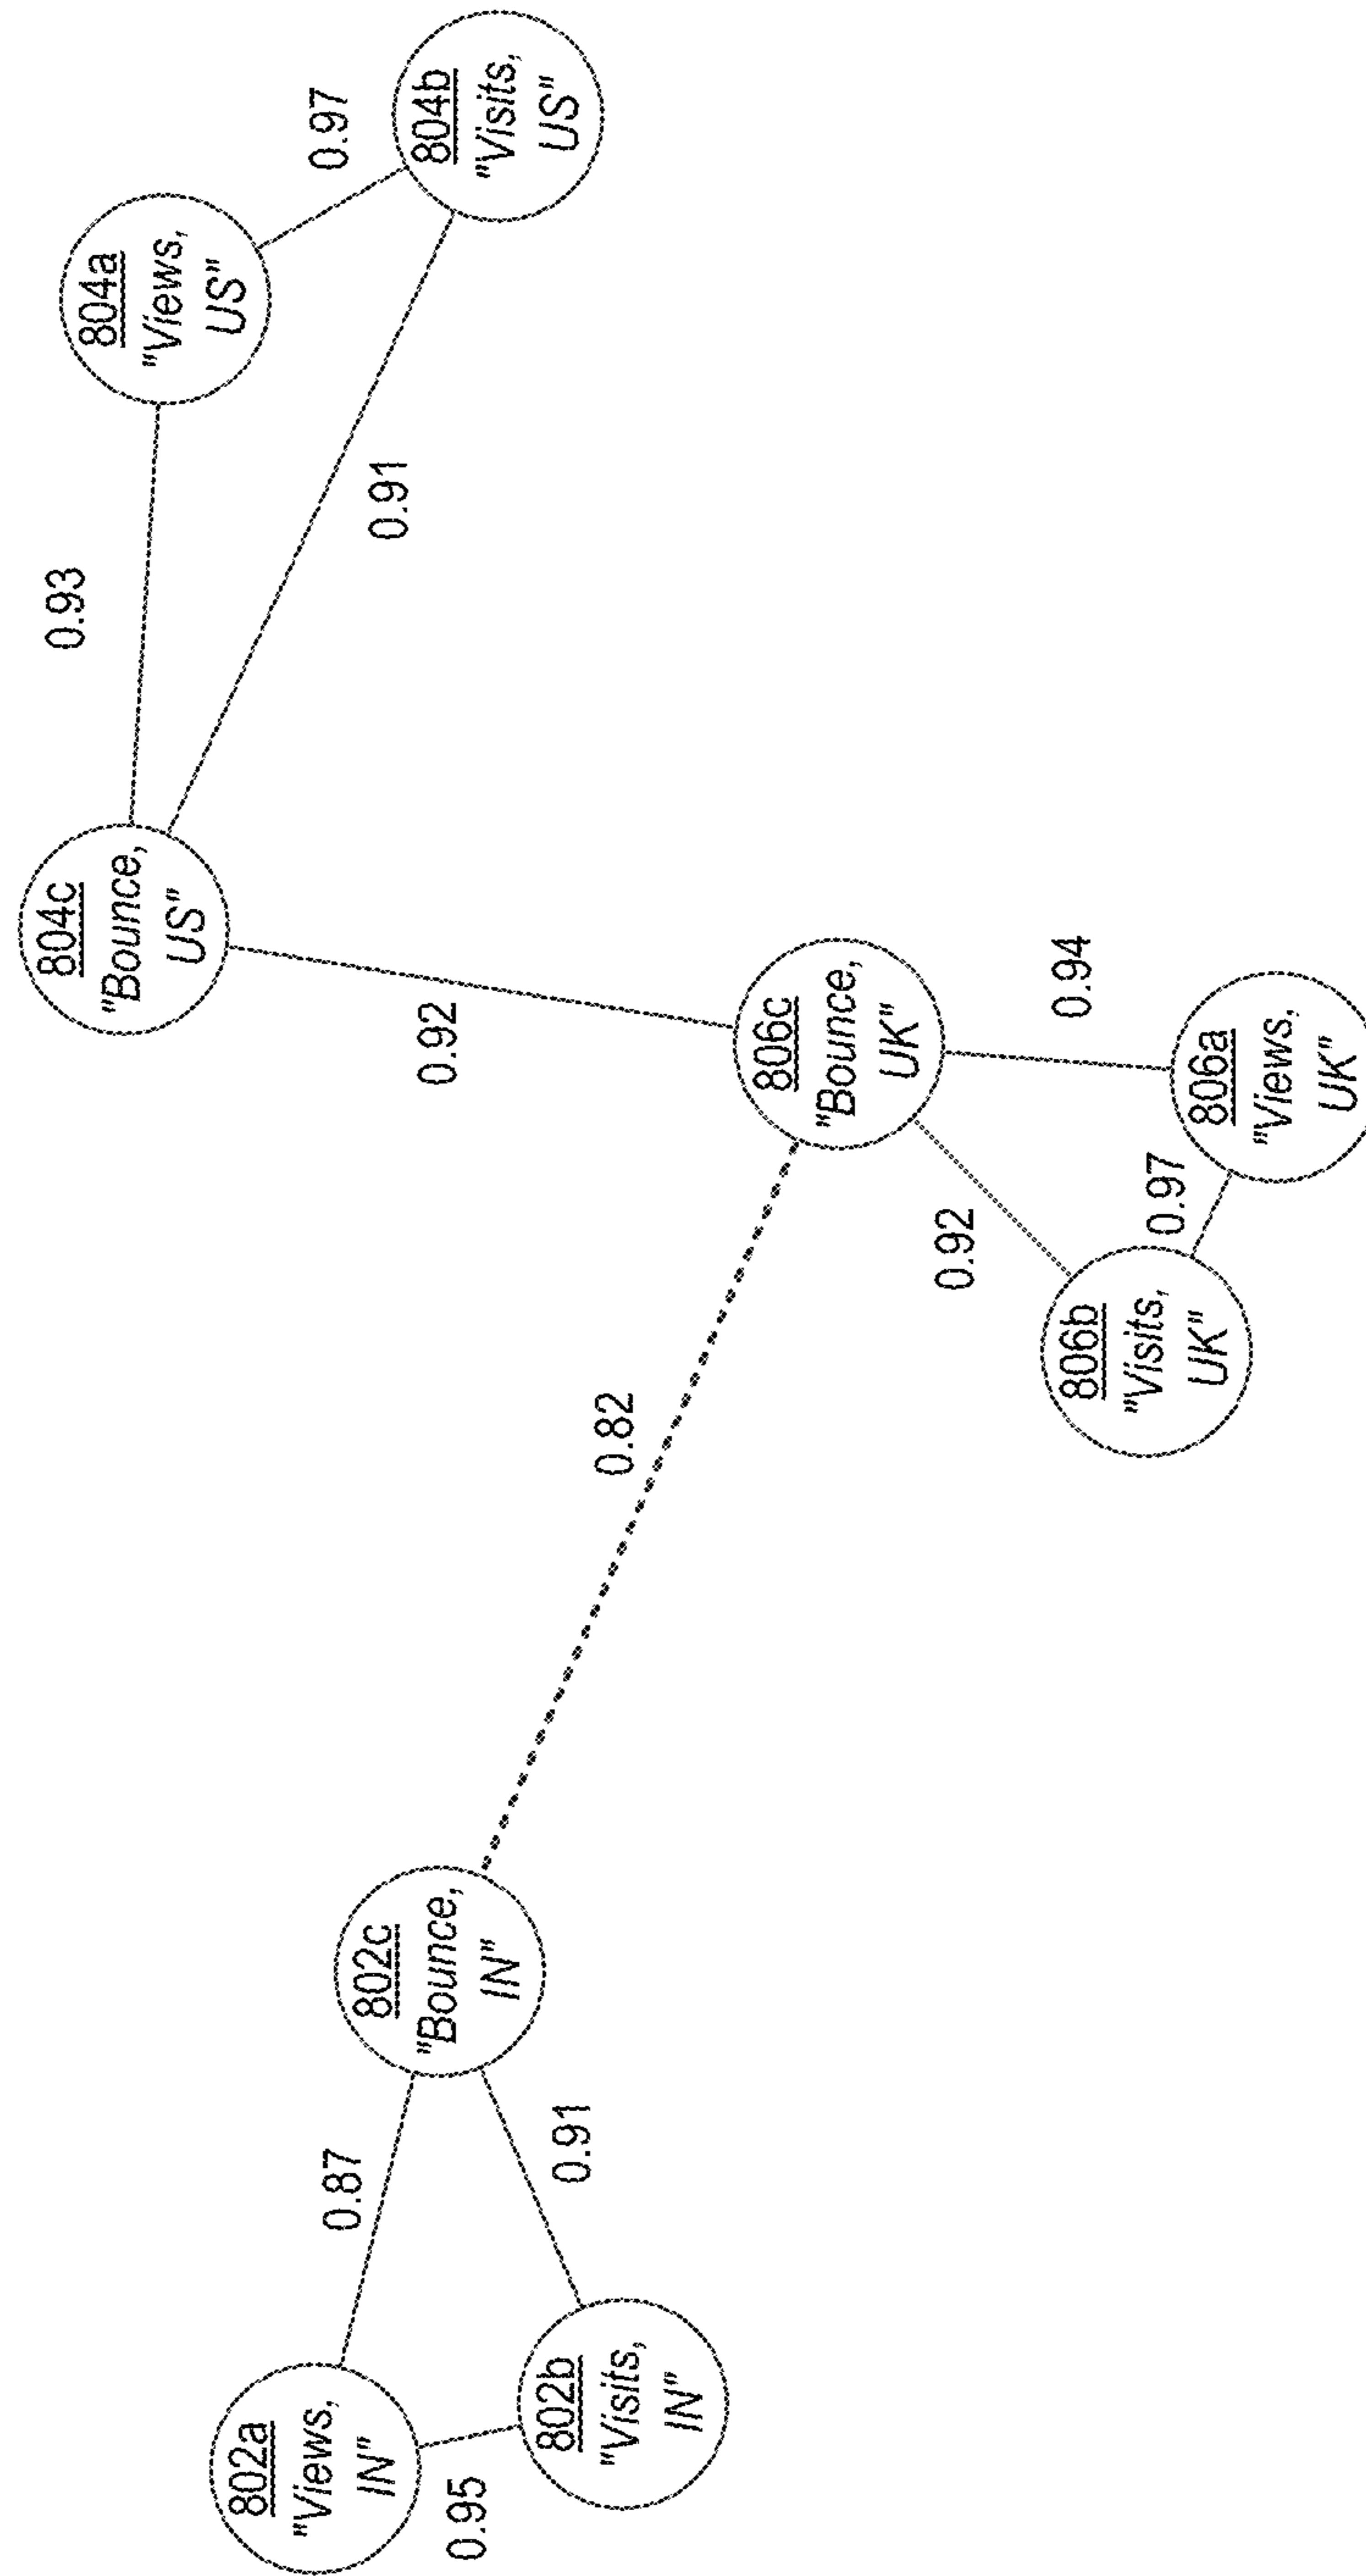 802a
"Views,
IN"
0.95
802b
"Visits,
IN"
0.87
0.91
802c
"Bounce,
IN"
0.82
804c
"Bounce,
US"
0.93
0.91
804a
"Views,
US"
0.97
804b
"Visits,
US"
0.92
806c
"Bounce,
UK"
0.92
0.94
806b
"Visits,
UK"
0.97
806a
"Views,
UK"